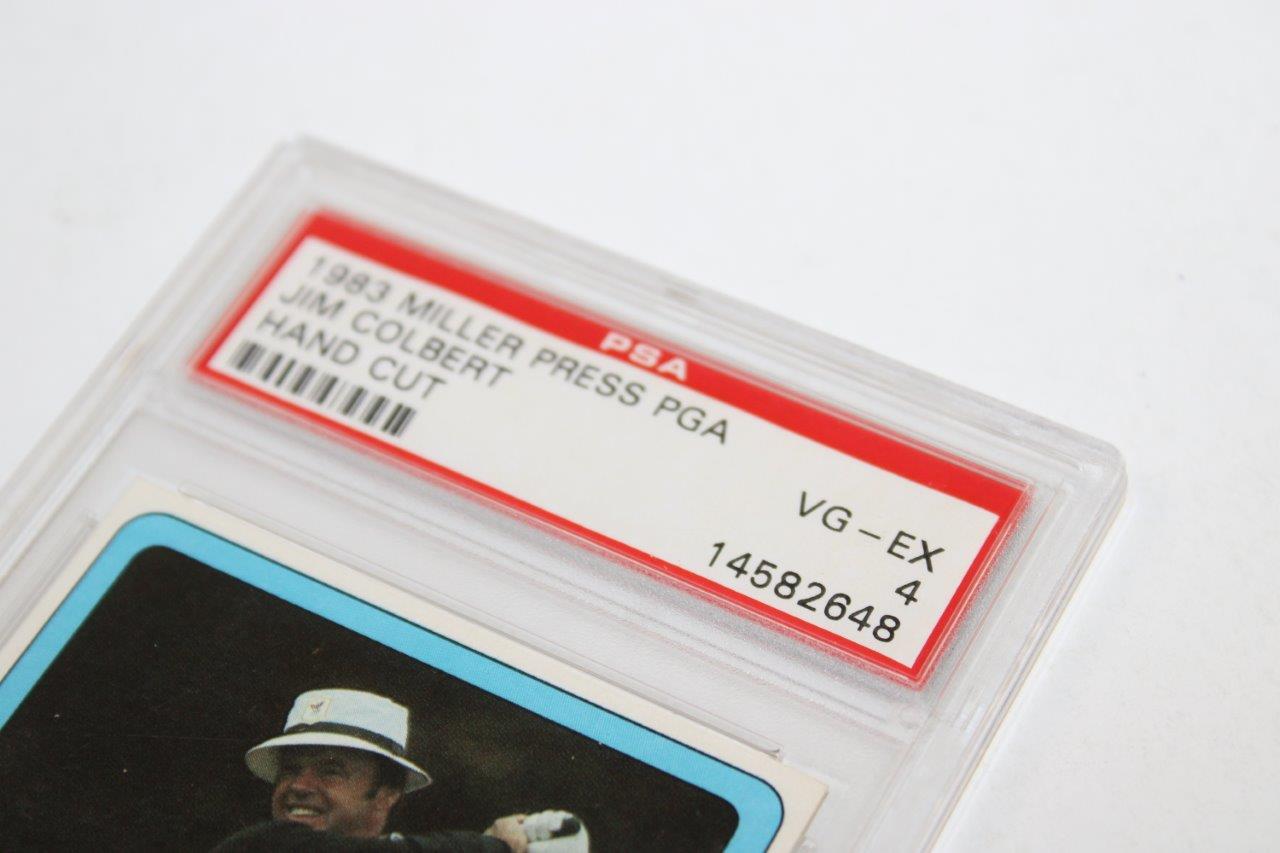 PSA
1983 MILLER PRESS PGA
JIM COLBERT
HAND CUT
VG-EX
4
14582648